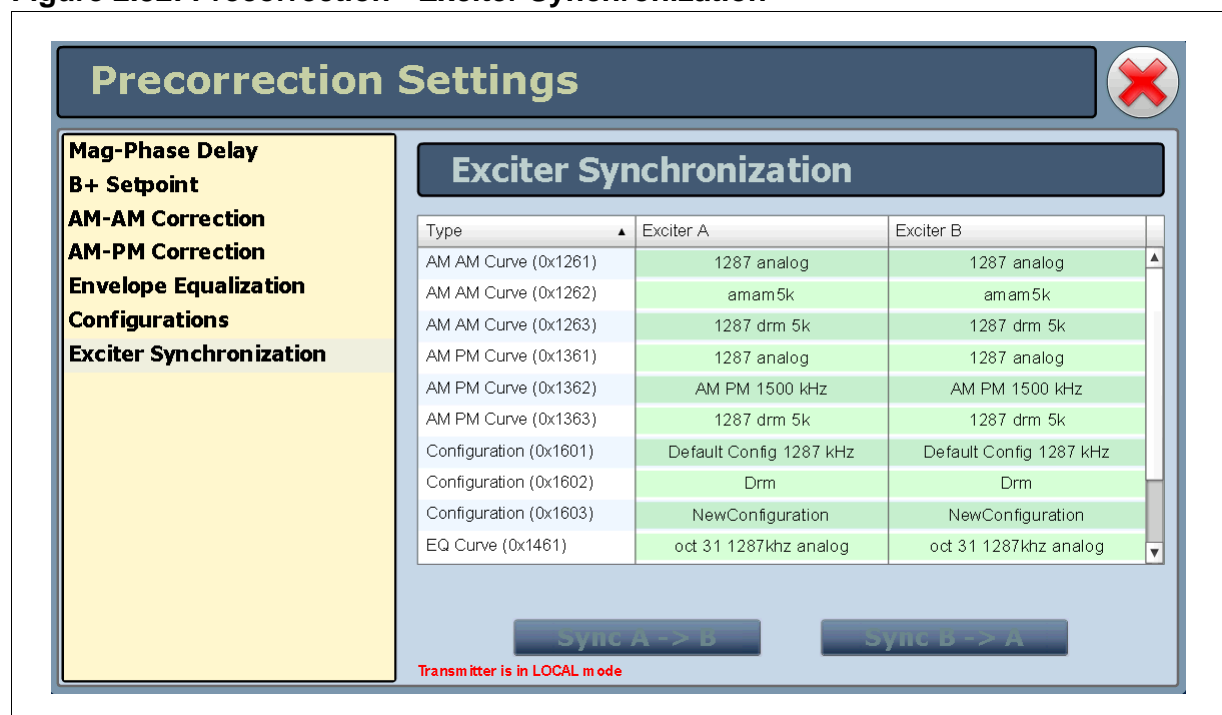 Precorrection Settings
Mag-Phase Delay
B+ Setpoint
AM-AM Correction
AM-PM Correction
Envelope Equalization
Configurations
Exciter Synchronization
Exciter Synchronization
Type Exciter A Exciter B
AM AM Curve (0x1261) 1287 analog 1287 analog
AM AM Curve (0x1262) amam5k amam5k
AM AM Curve (0x1263) 1287 drm 5k 1287 drm 5k
AM PM Curve (0x1361) 1287 analog 1287 analog
AM PM Curve (0x1362) AM PM 1500 kHz AM PM 1500 kHz
AM PM Curve (0x1363) 1287 drm 5k 1287 drm 5k
Configuration (0x1601) Default Config 1287 kHz Default Config 1287 kHz
Configuration (0x1602) Drm Drm
Configuration (0x1603) NewConfiguration NewConfiguration
EQ Curve (0x1461) oct 31 1287khz analog oct 31 1287khz analog
Sync A -> B Sync B -> A
Transmitter is in LOCAL mode